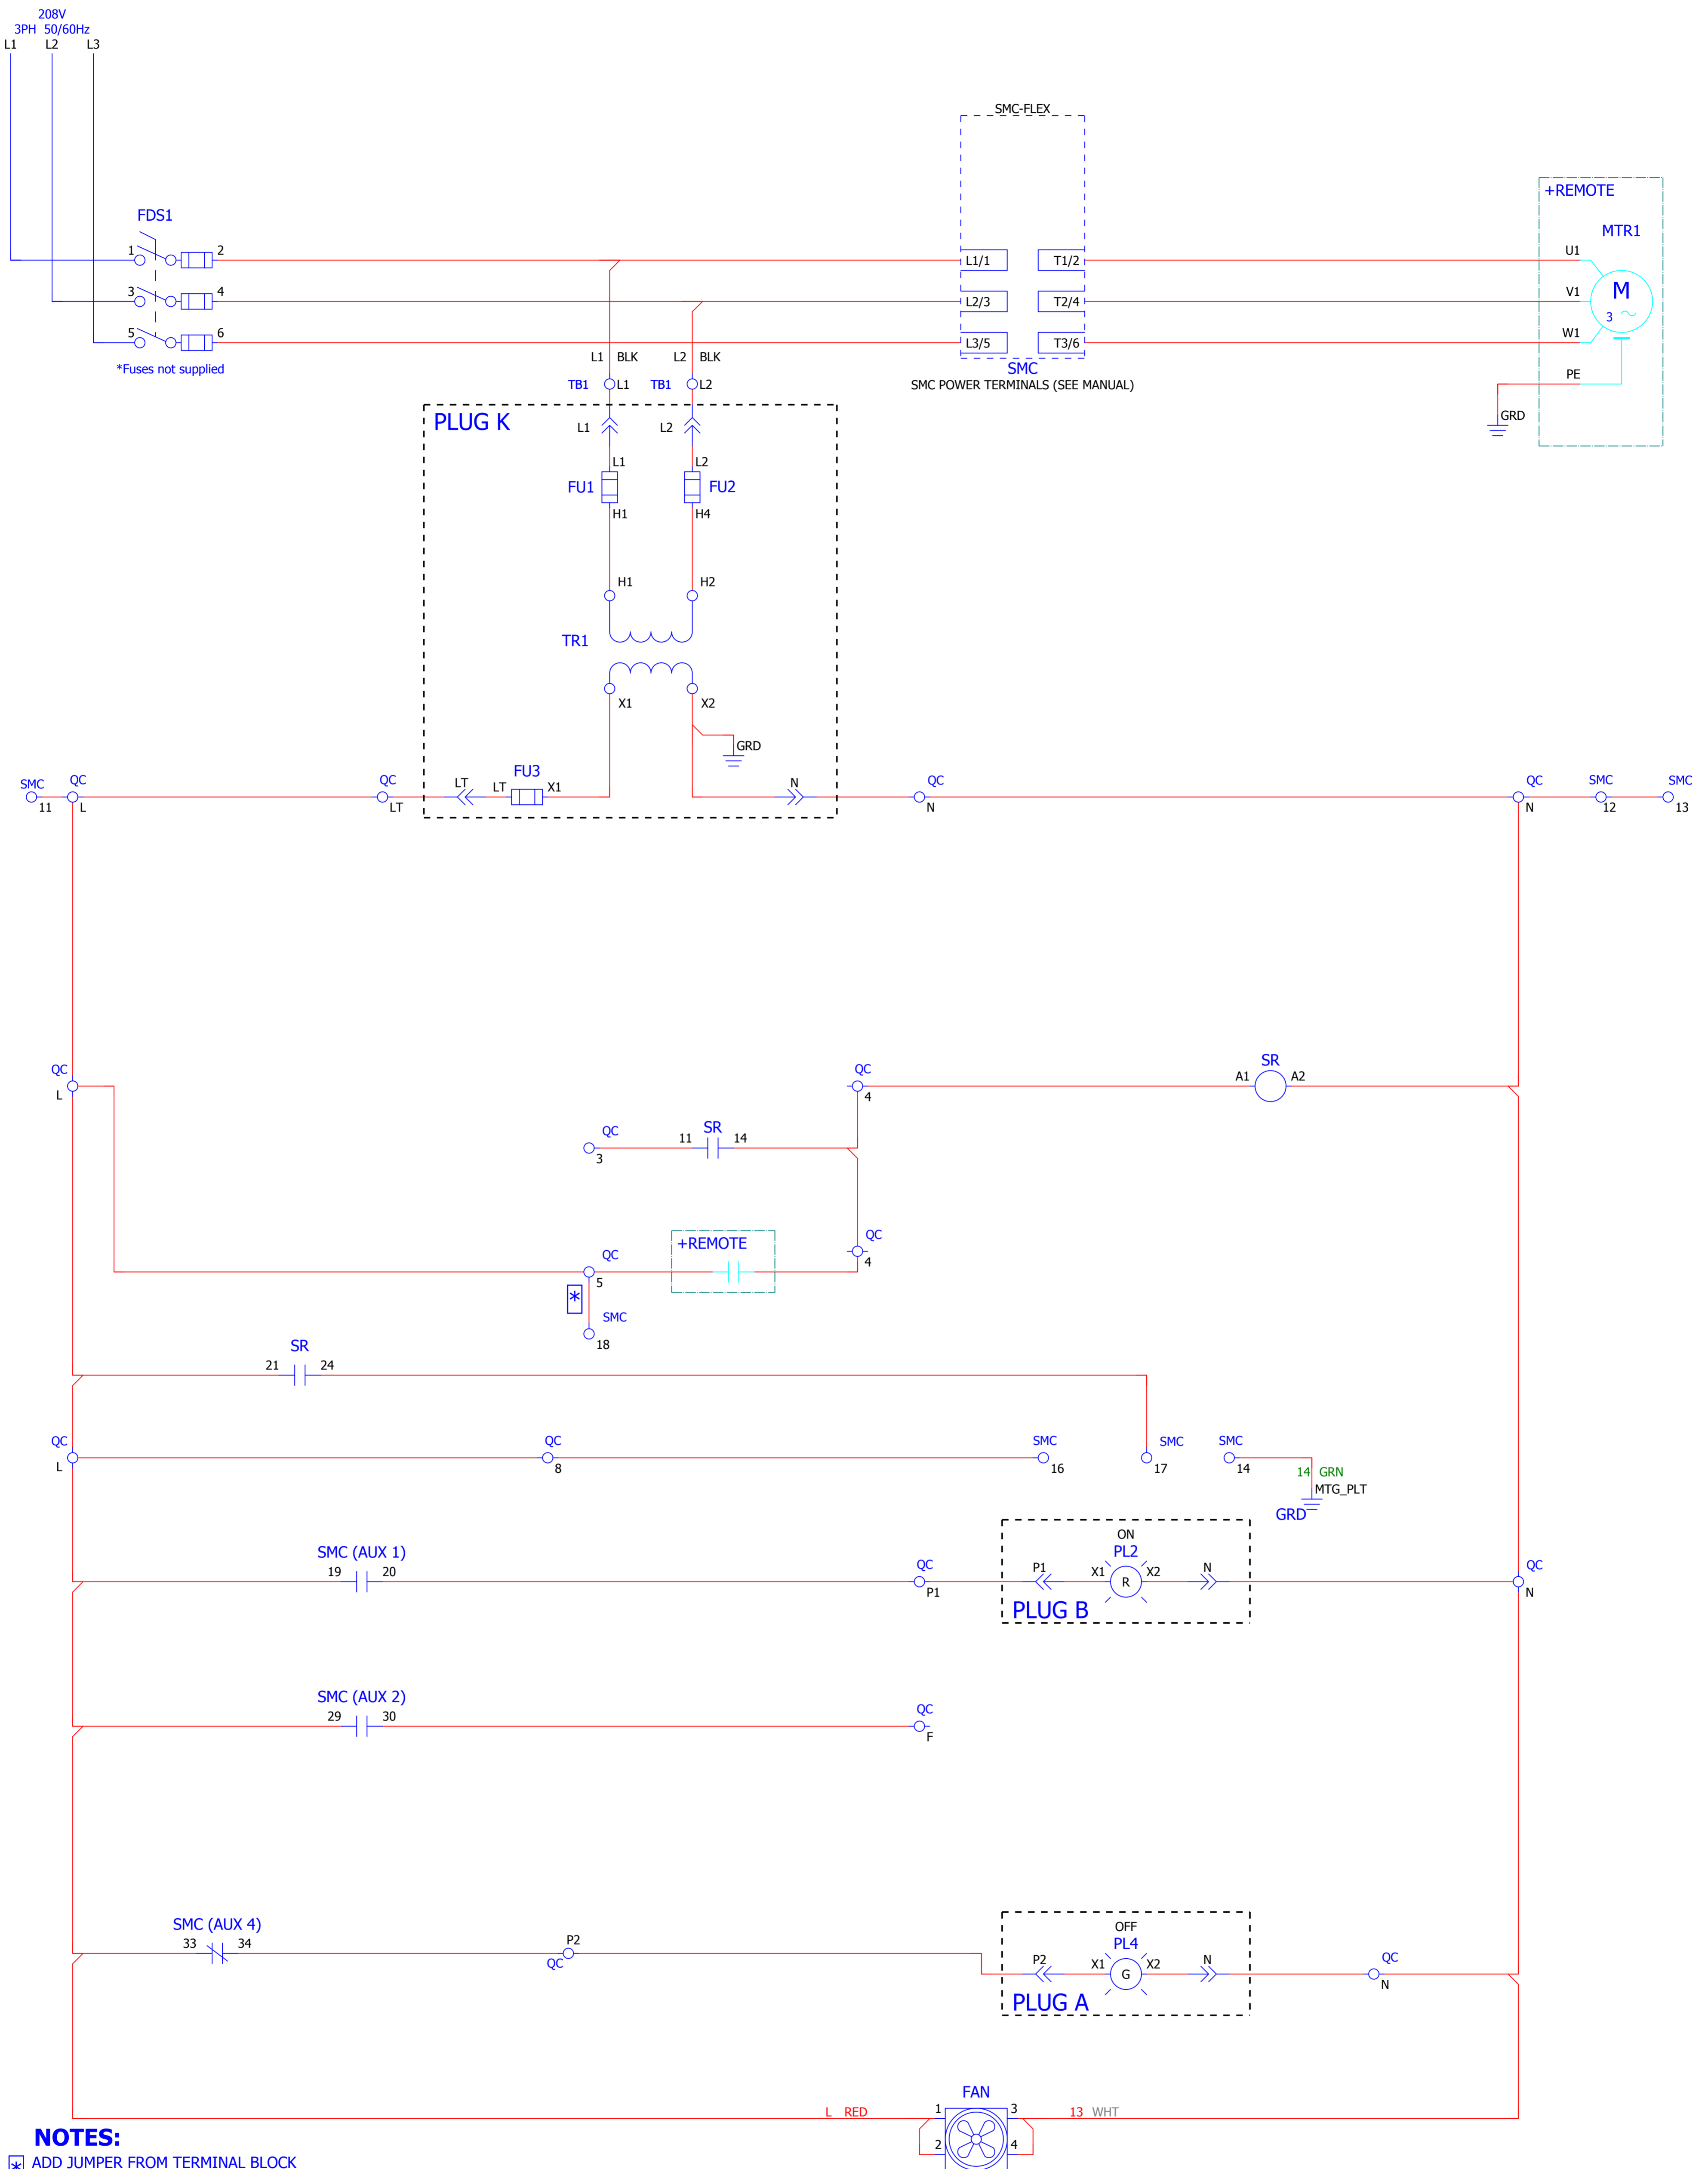 208V
3PH 50/60Hz
L1 L2 L3
SMC-FLEX
+REMOTE
FDS1
MTR1
1 2 L1/1 T1/2 U1
3 4 L2/3 T2/4 V1 M
3
5 6 L3/5 T3/6 W1
*Fuses not supplied
L1 BLK L2 BLK
SMC
SMC POWER TERMINALS (SEE MANUAL)
PE
TB1 L1 TB1 L2
GRD
PLUG K
L1 L2
L1 L2
FU1 FU2
H1 H4
H1 H2
TR1
X1 X2
GRD
SMC QC QC LT LT FU3 X1 N QC QC SMC SMC
11 L LT N N 12 13
QC QC SR
L 4 A1 A2
QC 11 SR 14
3
QC
4
+REMOTE
QC
5
*
SMC
18
SR
21 24
QC QC SMC SMC SMC
L 8 16 17 14
14 GRN
MTG_PLT
GRD
ON
SMC (AUX 1) PL2
19 20 QC P1 X1 R X2 N QC
P1 N
PLUG B
SMC (AUX 2)
29 30 QC
F
SMC (AUX 4) OFF
33 34 P2 PL4
QC P2 X1 G X2 N QC
N
PLUG A
FAN
L RED 1 3 13 WHT
2 4
NOTES:
* ADD JUMPER FROM TERMINAL BLOCK